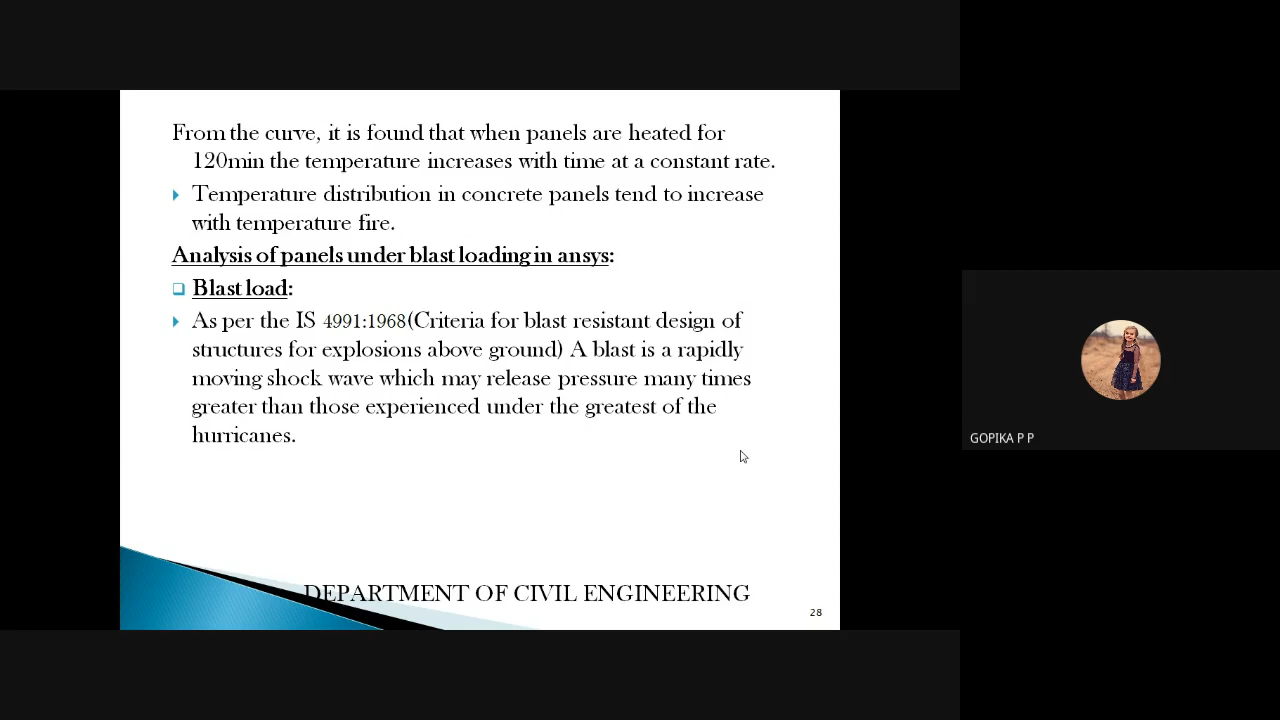 From the curve, it is found that when panels are heated for
120min the temperature increases with time at a constant rate.
Temperature distribution in concrete panels tend to increase
with temperature fire.
Analysis of panels under blast loading in ansys:
Blast load:
As per the IS 4991:1968(Criteria for blast resistant design of
structures for explosions above ground) A blast is a rapidly
moving shock wave which may release pressure many times
greater than those experienced under the greatest of the
hurricanes.
DEPARTMENT OF CIVIL ENGINEERING
28
GOPIKA P P